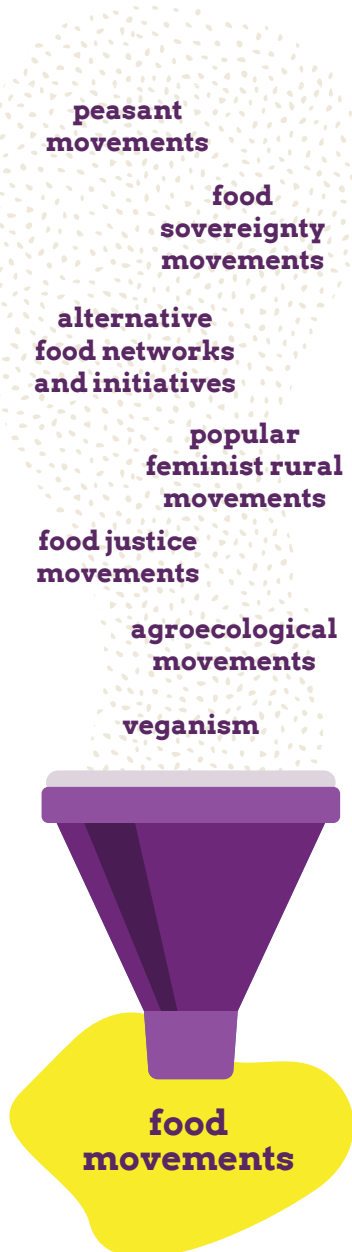 peasant
movements
food
sovereignty
movements
alternative
food networks
and initiatives
popular
feminist rural
movements
food justice
movements
agroecological
movements
veganism
food
movements